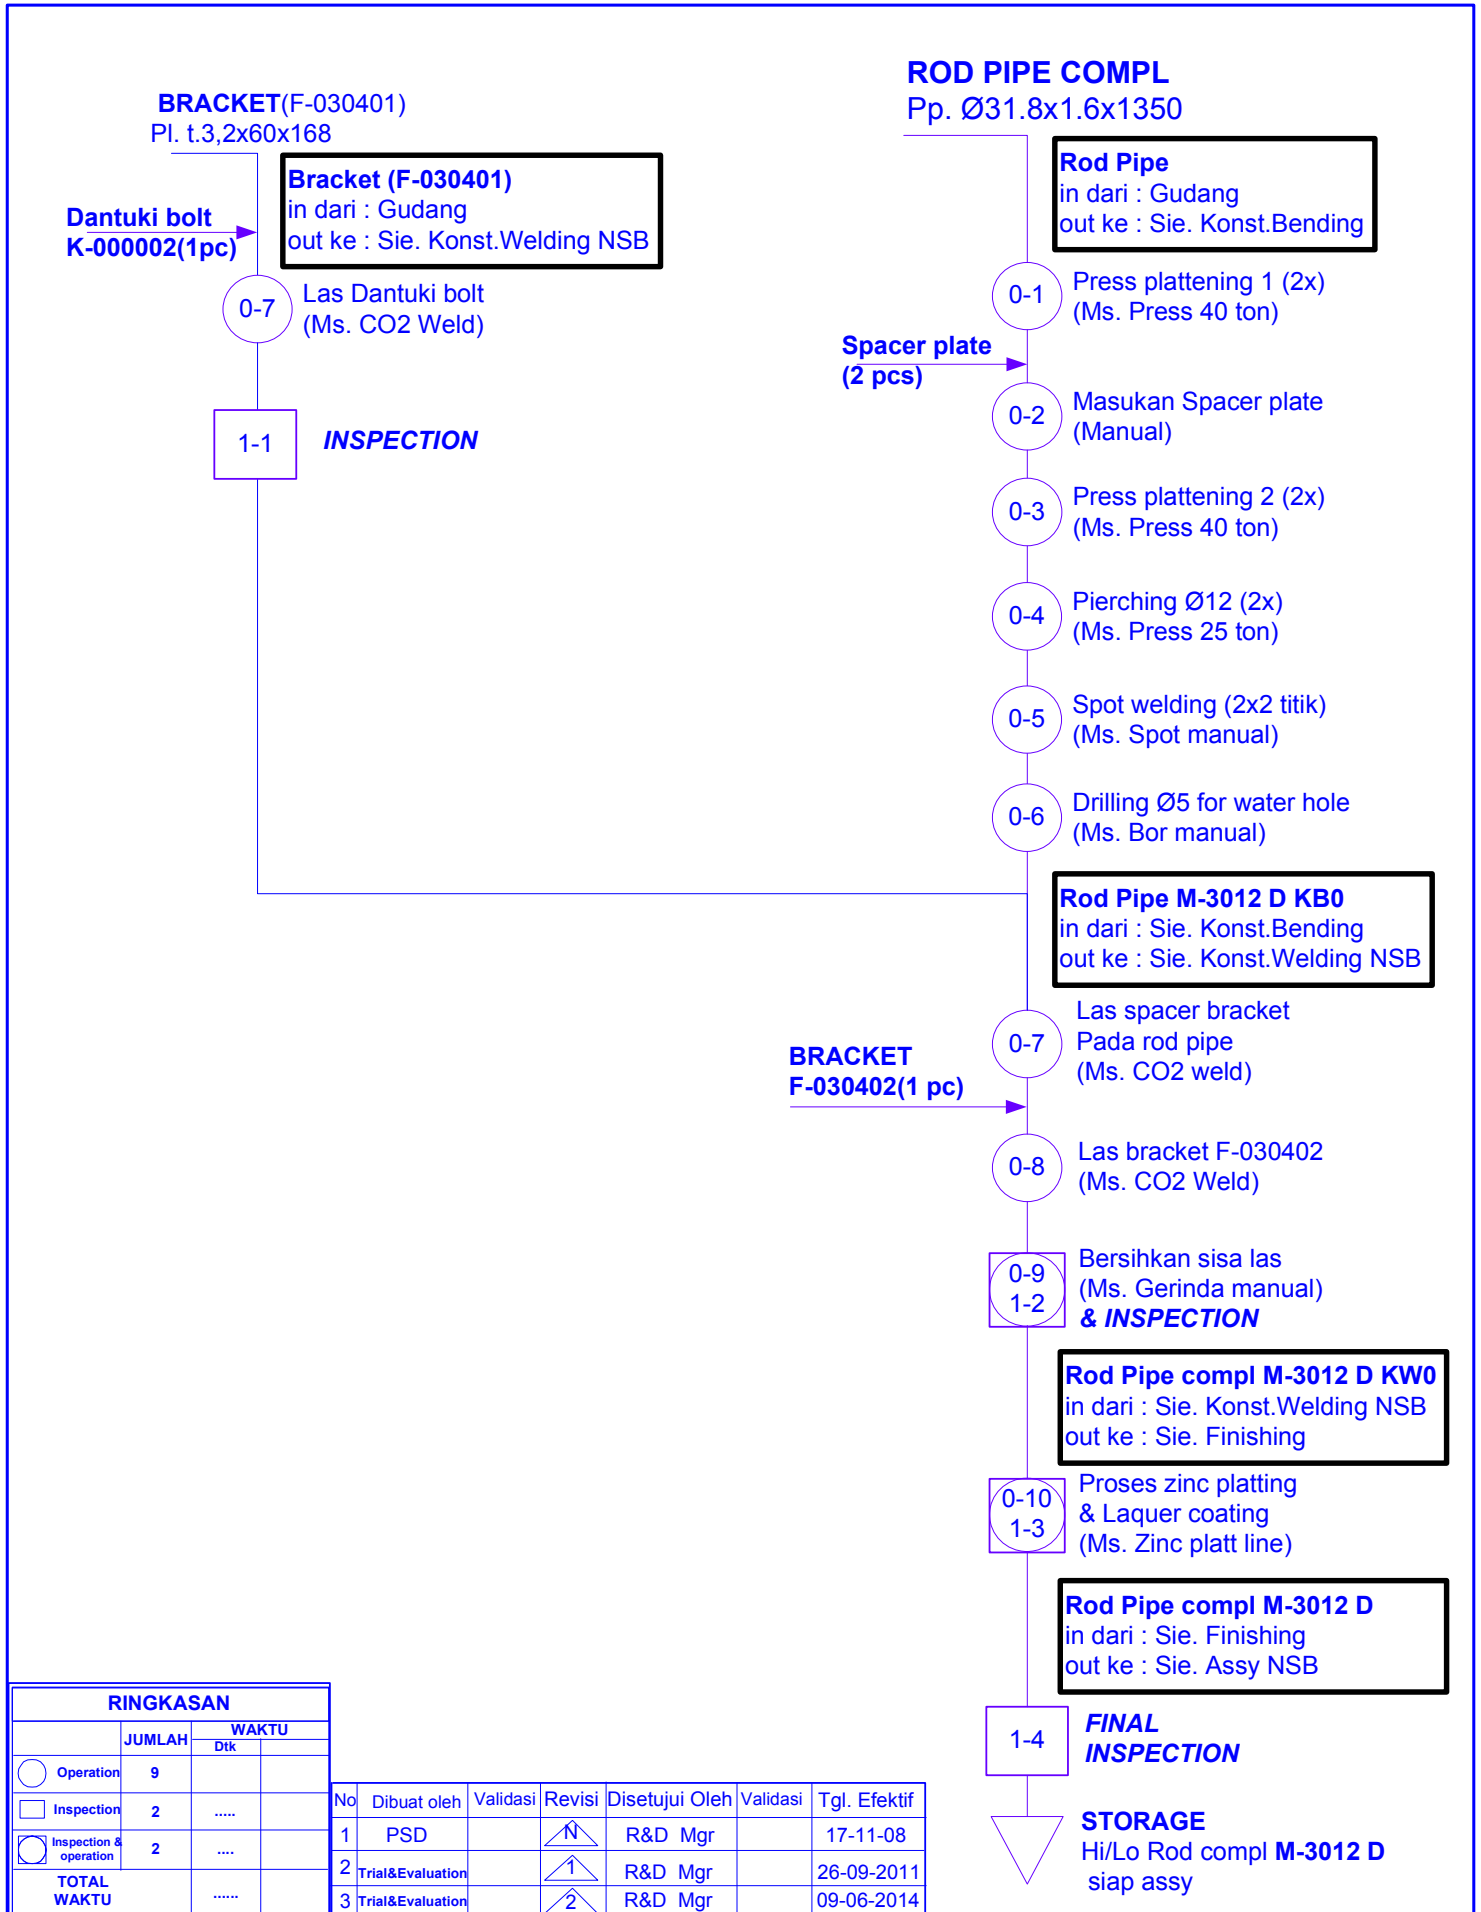 BRACKET(F-030401)
Pl. t.3,2x60x168
Bracket (F-030401)
in dari : Gudang
out ke : Sie. Konst.Welding NSB
Dantuki bolt
K-000002(1pc)
0-7
Las Dantuki bolt
(Ms. CO2 Weld)
1-1
INSPECTION
ROD PIPE COMPL
Pp. Ø31.8x1.6x1350
Rod Pipe
in dari : Gudang
out ke : Sie. Konst.Bending
0-1
Press plattening 1 (2x)
(Ms. Press 40 ton)
Spacer plate
(2 pcs)
0-2
Masukan Spacer plate
(Manual)
0-3
Press plattening 2 (2x)
(Ms. Press 40 ton)
0-4
Pierching Ø12 (2x)
(Ms. Press 25 ton)
0-5
Spot welding (2x2 titik)
(Ms. Spot manual)
0-6
Drilling Ø5 for water hole
(Ms. Bor manual)
Rod Pipe M-3012 D KB0
in dari : Sie. Konst.Bending
out ke : Sie. Konst.Welding NSB
0-7
Las spacer bracket
Pada rod pipe
(Ms. CO2 weld)
BRACKET
F-030402(1 pc)
0-8
Las bracket F-030402
(Ms. CO2 Weld)
0-9
1-2
Bersihkan sisa las
(Ms. Gerinda manual)
& INSPECTION
Rod Pipe compl M-3012 D KW0
in dari : Sie. Konst.Welding NSB
out ke : Sie. Finishing
0-10
1-3
Proses zinc platting
& Laquer coating
(Ms. Zinc platt line)
Rod Pipe compl M-3012 D
in dari : Sie. Finishing
out ke : Sie. Assy NSB
1-4
FINAL
INSPECTION
STORAGE
Hi/Lo Rod compl M-3012 D
siap assy
RINGKASAN
JUMLAH WAKTU
Dtk
Operation 9
Inspection 2 .....
Inspection &
operation 2 ....
TOTAL
WAKTU ......
No Dibuat oleh Validasi Revisi Disetujui Oleh Validasi Tgl. Efektif
1 PSD N R&D Mgr 17-11-08
2 Trial&Evaluation 1 R&D Mgr 26-09-2011
3 Trial&Evaluation 2 R&D Mgr 09-06-2014